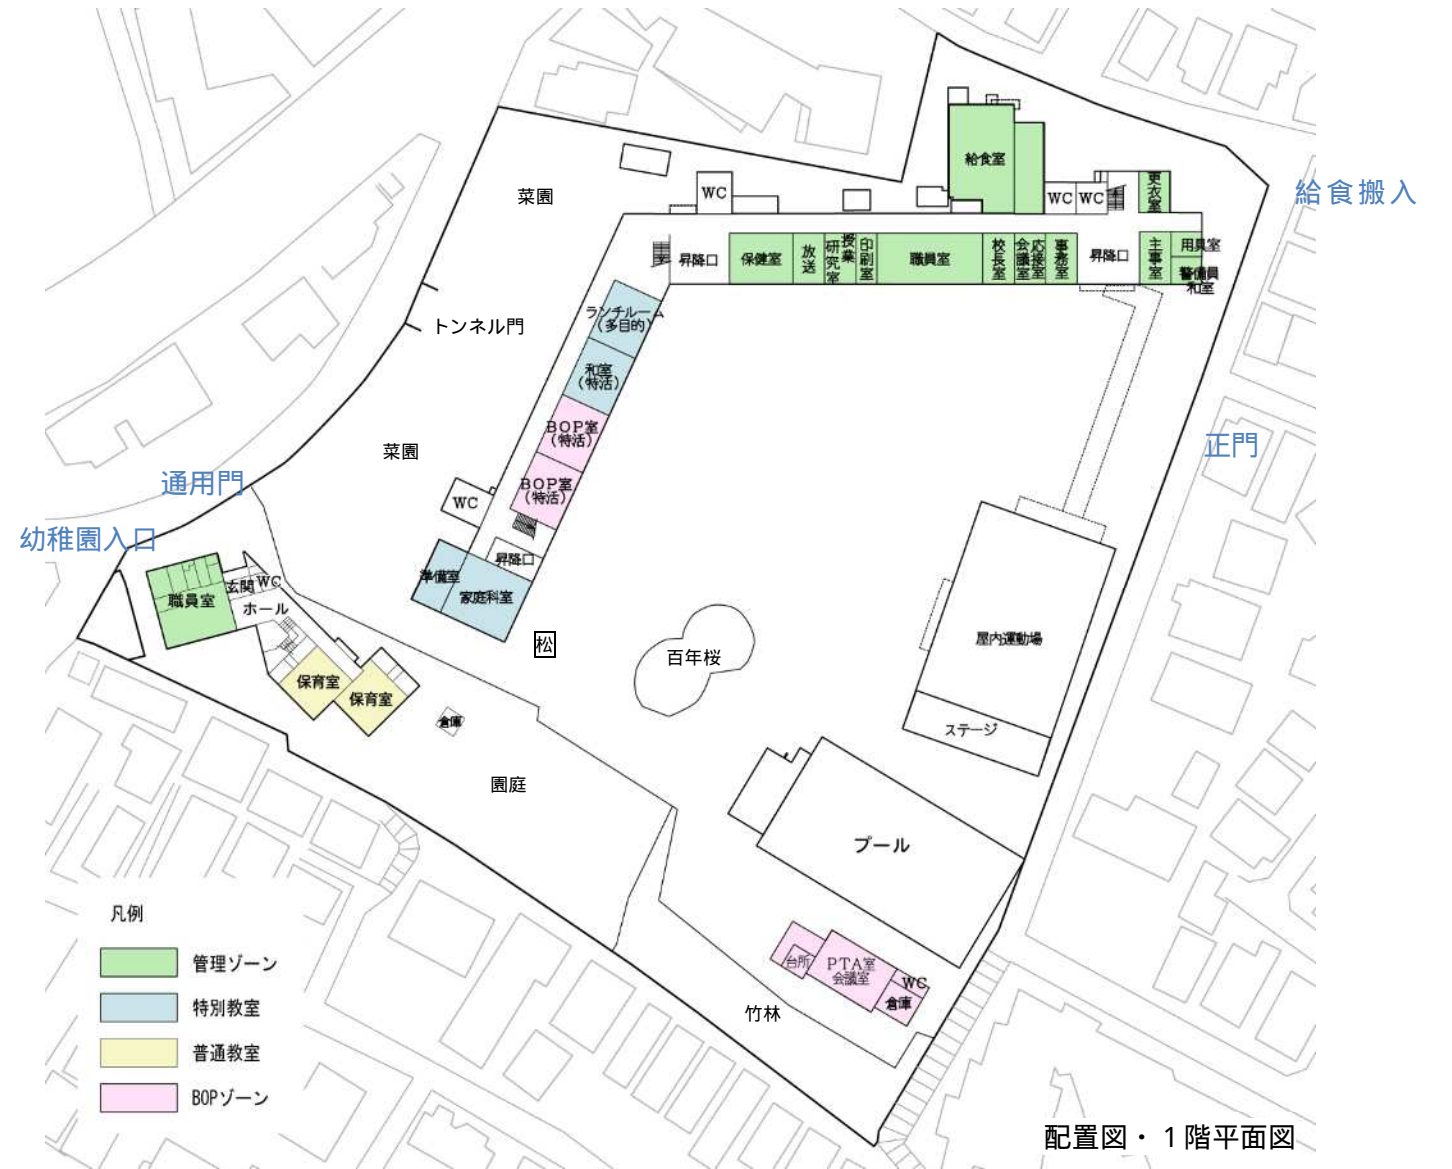 給食室
菜園
WC
WC
WC
更衣室
給食搬入
昇降口
保健室
放送
授業
研究室
印刷室
職員室
校長室
応接室
会議室
事務室
昇降口
主事室
用具室
警備員
和室
ランチルーム
(多目的)
トンネル門
和室
(特活)
BOP室
(特活)
菜園
正門
通用門
BOP室
(特活)
WC
幼稚園入口
昇降口
準備室
家庭科室
玄関
WC
職員室
ホール
松
百年桜
屋内運動場
保育室
保育室
倉庫
ステージ
園庭
プール
台所
PTA室
会議室
WC
倉庫
竹林
凡例
管理ゾーン
特別教室
普通教室
BOPゾーン
配置図・1階平面図